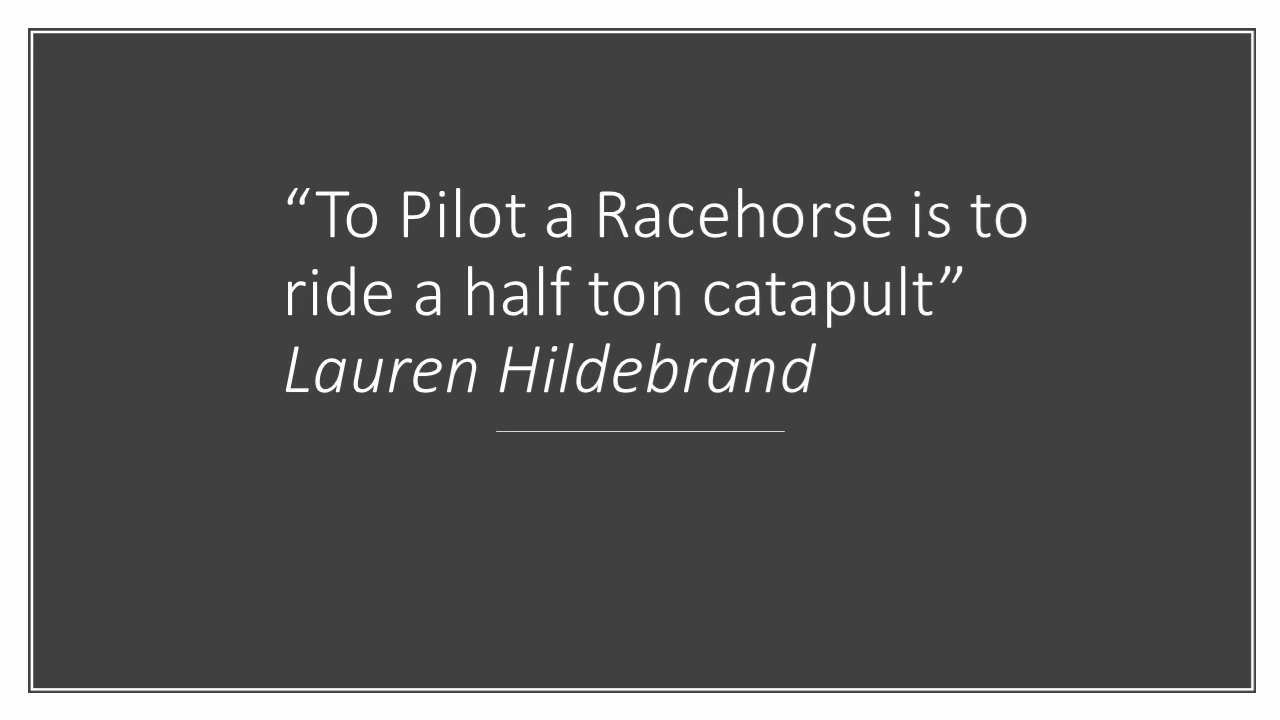 “To Pilot a Racehorse is to
ride a half ton catapult”
Lauren Hildebrand